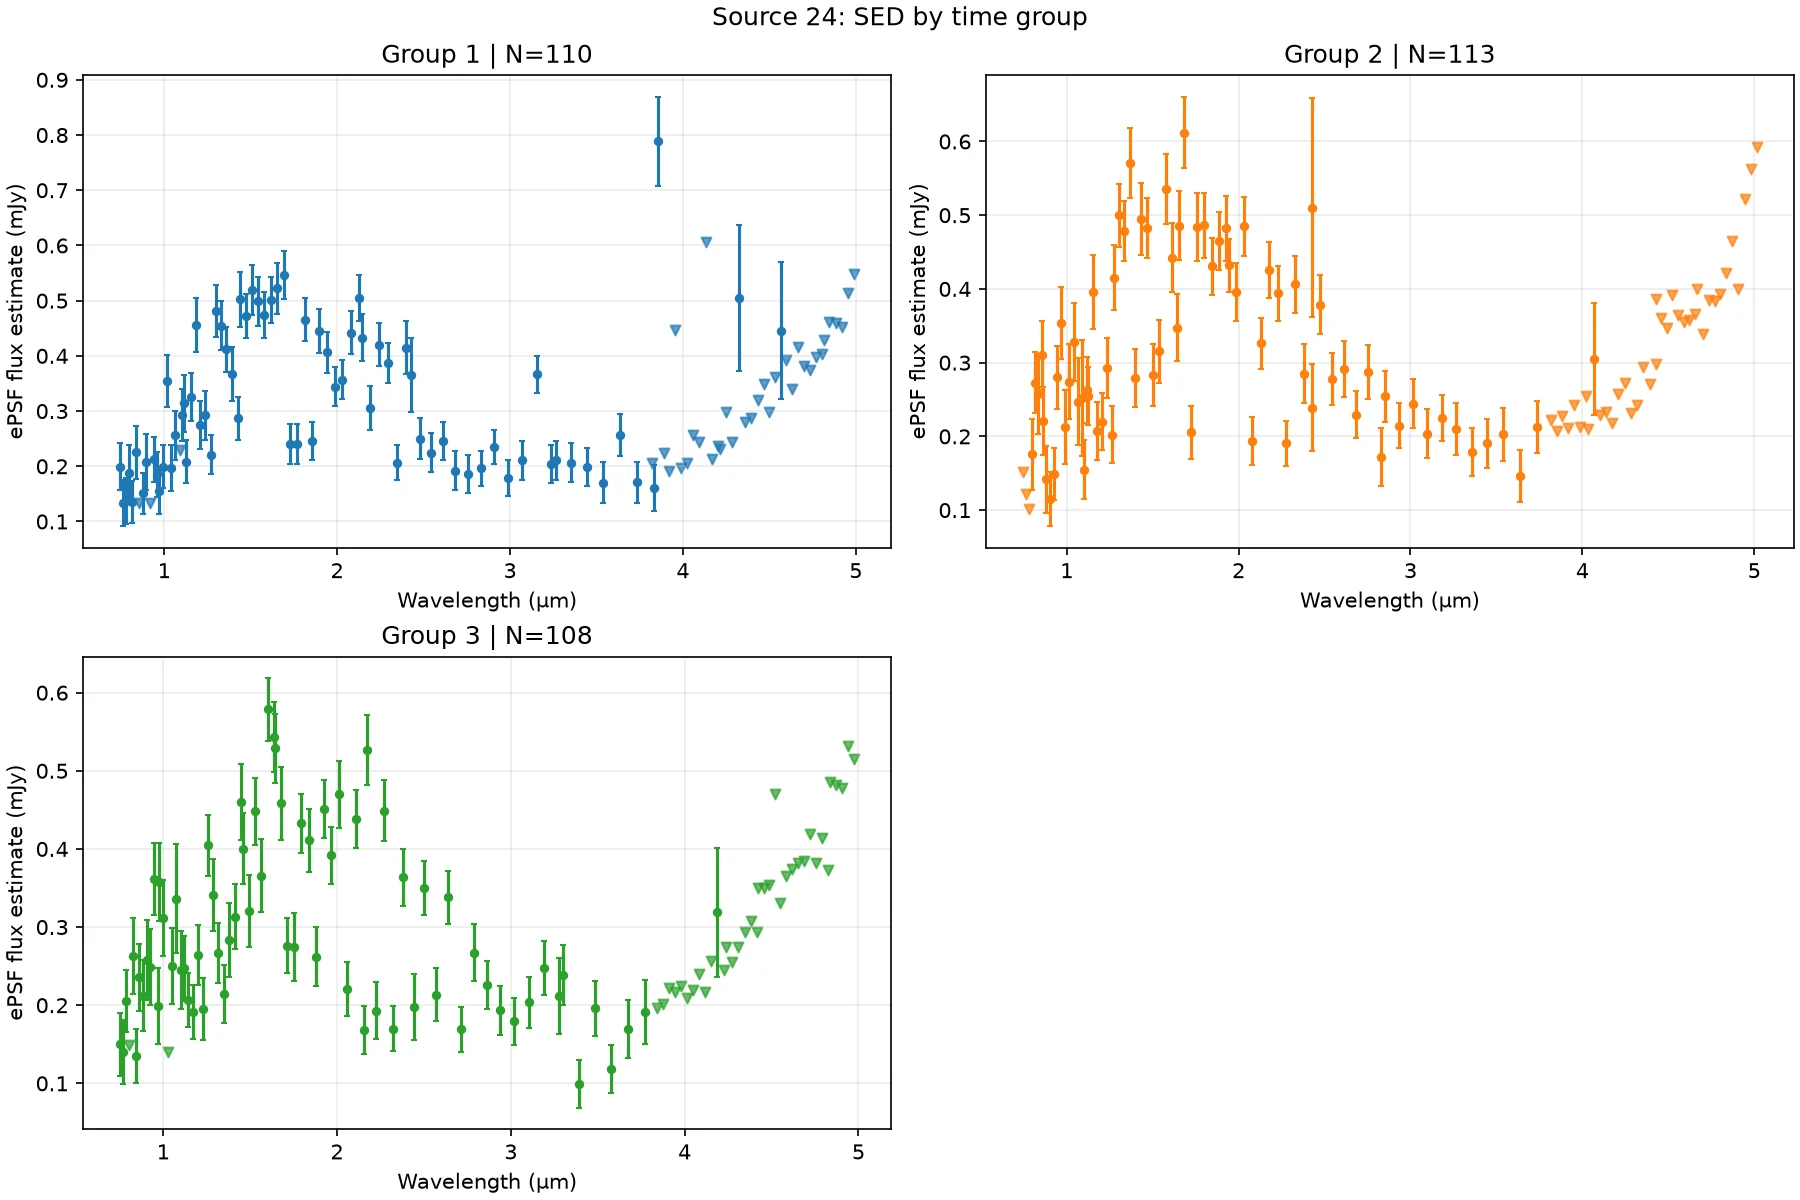 Source 24: SED by time group
Group 1 | N=110
ePSF flux estimate (mJy)
0.9
0.8
0.7
0.6
0.5
0.4
0.3
0.2
0.1
1 2 3 4 5
Wavelength (µm)
Group 2 | N=113
ePSF flux estimate (mJy)
0.6
0.5
0.4
0.3
0.2
0.1
1 2 3 4 5
Wavelength (µm)
Group 3 | N=108
ePSF flux estimate (mJy)
0.6
0.5
0.4
0.3
0.2
0.1
1 2 3 4 5
Wavelength (µm)